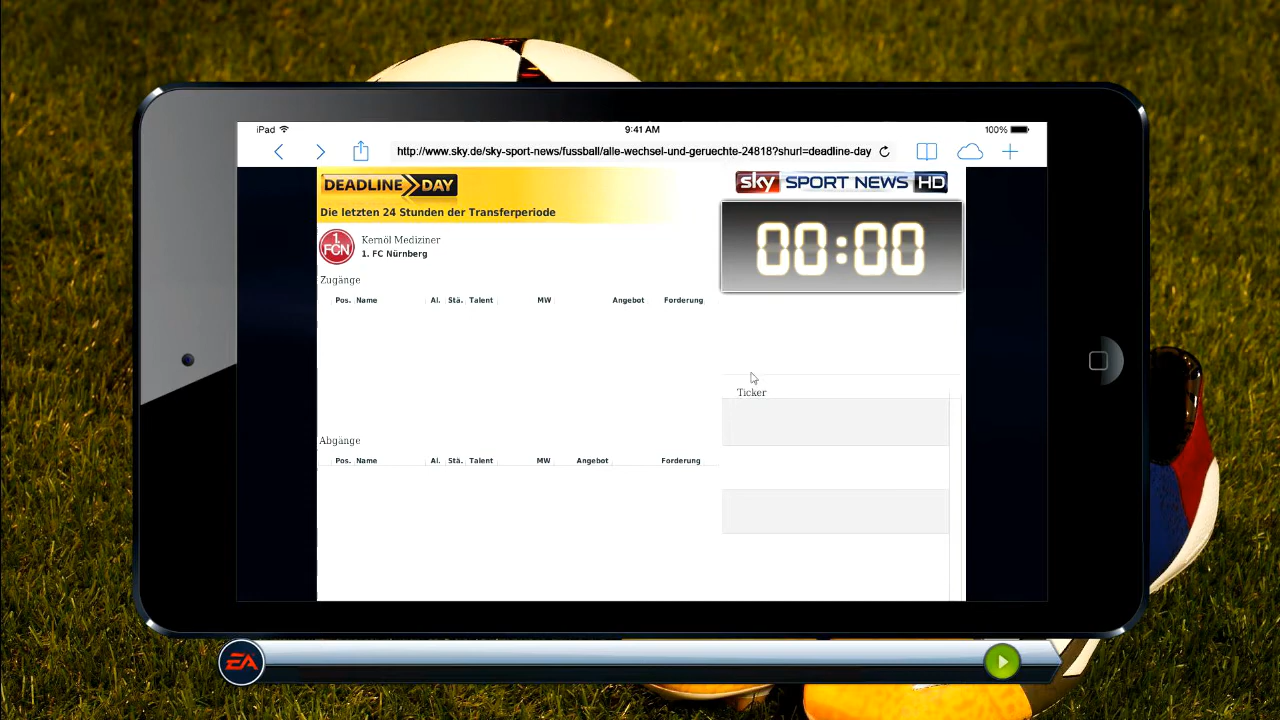 iPad
9:41 AM
100%
http://www.sky.de/sky-sport-news/fussball/alle-wechsel-und-geruechte-24818?shurl=deadline-day
DEADLINE DAY
sky SPORT NEWS HD
Die letzten 24 Stunden der Transferperiode
00:00
1. FCN
Kernöl Mediziner
1. FC Nürnberg
Zugänge
Pos. Name Al. Stä. Talent MW Angebot Forderung
Ticker
Abgänge
Pos. Name Al. Stä. Talent MW Angebot Forderung
EA